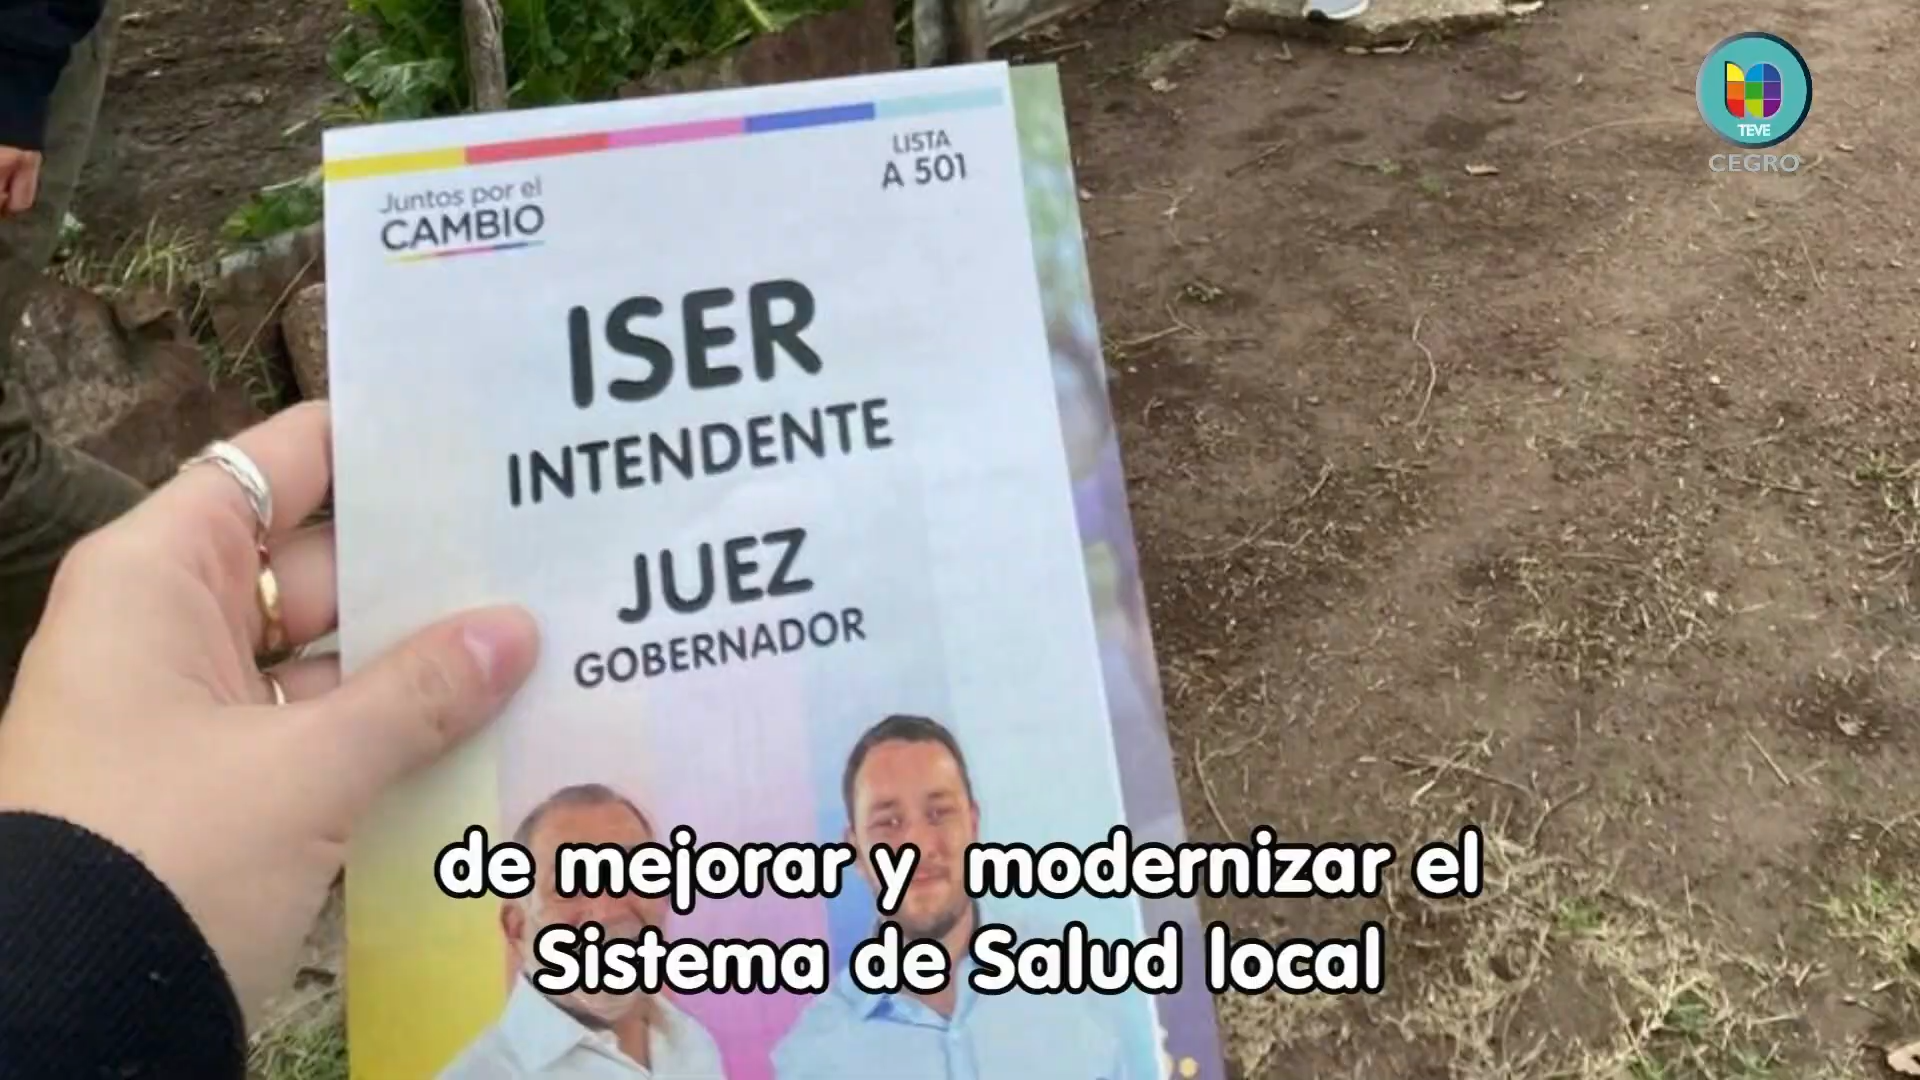 TEVE
CEGRO
LISTA
A 501
Juntos por el
CAMBIO
ISER
INTENDENTE
JUEZ
GOBERNADOR
de mejorar y modernizar el
Sistema de Salud local